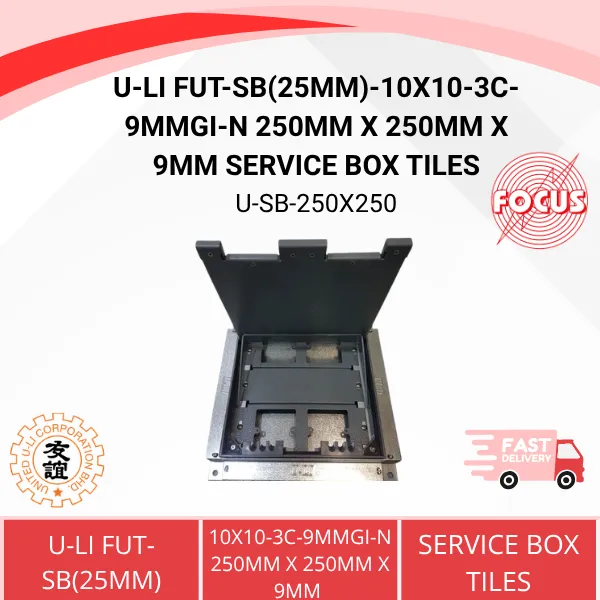 U-LI FUT-SB(25MM)-10X10-3C-
9MMGI-N 250MM X 250MM X
9MM SERVICE BOX TILES
U-SB-250X250
FOCUS
UNITED U-LI CORPORATION BHD.
友誼
FAST
DELIVERY
U-LI FUT-
SB(25MM)
10X10-3C-9MMGI-N
250MM X 250MM X
9MM
SERVICE BOX
TILES